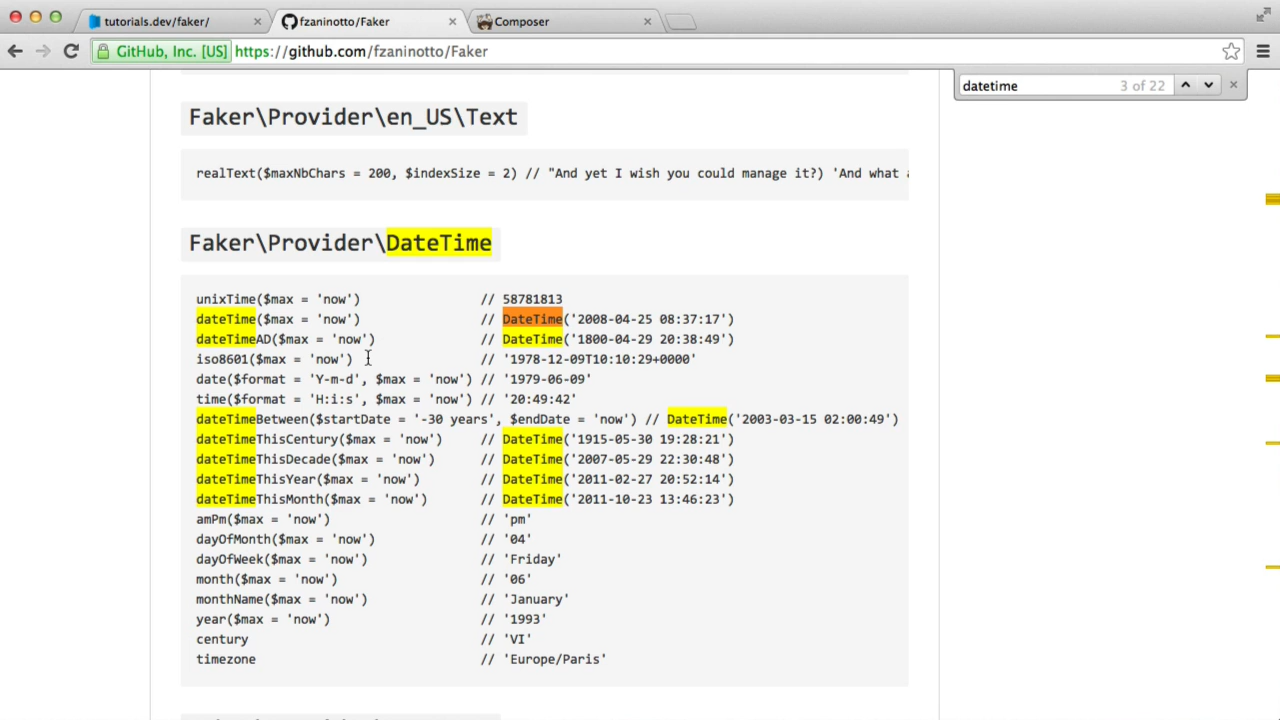 tutorials.dev/faker/
fzaninotto/Faker
Composer
GitHub, Inc. [US]
https://github.com/fzaninotto/Faker
datetime
3 of 22
Faker\Provider\en_US\Text
realText($maxNbChars = 200, $indexSize = 2) // "And yet I wish you could manage it?) 'And what
Faker\Provider\DateTime
unixTime($max = 'now') // 58781813
dateTime($max = 'now') // DateTime('2008-04-25 08:37:17')
dateTimeAD($max = 'now') // DateTime('1800-04-29 20:38:49')
iso8601($max = 'now') // '1978-12-09T10:10:29+0000'
date($format = 'Y-m-d', $max = 'now') // '1979-06-09'
time($format = 'H:i:s', $max = 'now') // '20:49:42'
dateTimeBetween($startDate = '-30 years', $endDate = 'now') // DateTime('2003-03-15 02:00:49')
dateTimeThisCentury($max = 'now') // DateTime('1915-05-30 19:28:21')
dateTimeThisDecade($max = 'now') // DateTime('2007-05-29 22:30:48')
dateTimeThisYear($max = 'now') // DateTime('2011-02-27 20:52:14')
dateTimeThisMonth($max = 'now') // DateTime('2011-10-23 13:46:23')
amPm($max = 'now') // 'pm'
dayOfMonth($max = 'now') // '04'
dayOfWeek($max = 'now') // 'Friday'
month($max = 'now') // '06'
monthName($max = 'now') // 'January'
year($max = 'now') // '1993'
century // 'VI'
timezone // 'Europe/Paris'